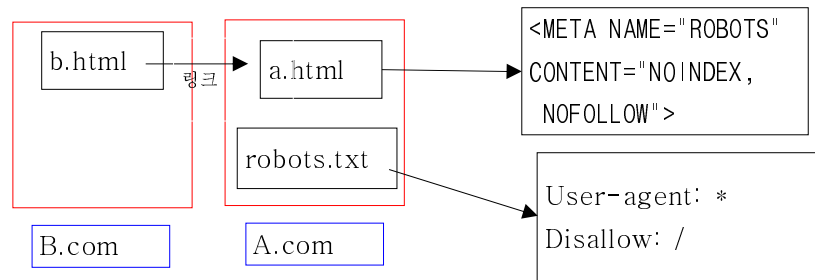 b.html
링크
a.html
<META NAME="ROBOTS"
CONTENT="NOINDEX,
NOFOLLOW">
robots.txt
User-agent: *
Disallow: /
B.com
A.com